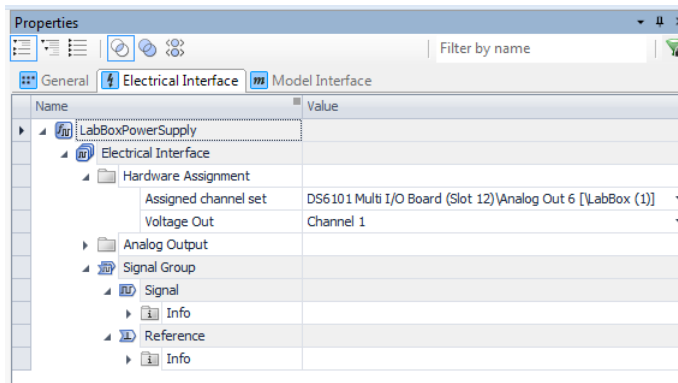 Properties
Filter by name
General Electrical Interface Model Interface
Name Value
LabBoxPowerSupply
Electrical Interface
Hardware Assignment
Assigned channel set DS6101 Multi I/O Board (Slot 12)\Analog Out 6 [\LabBox (1)]
Voltage Out Channel 1
Analog Output
Signal Group
Signal
Info
Reference
Info